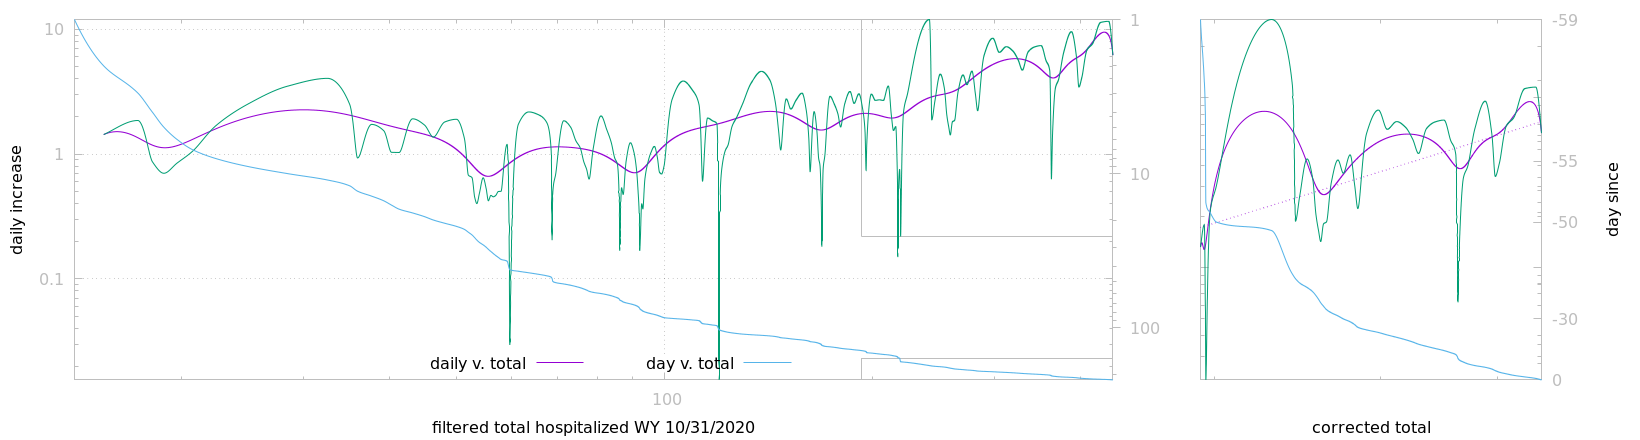 10
1
0.1
daily increase
100
filtered total hospitalized WY 10/31/2020
daily v. total
day v. total
1
10
100
corrected total
-59
-55
-50
-30
0
day since